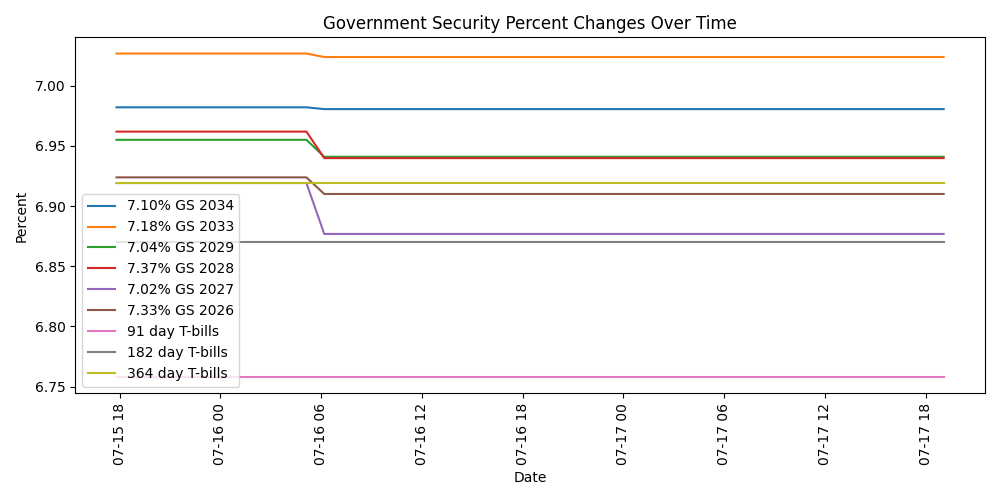 Government Security Percent Changes Over Time
Percent
7.00
6.95
6.90
6.85
6.80
6.75
7.10% GS 2034
7.18% GS 2033
7.04% GS 2029
7.37% GS 2028
7.02% GS 2027
7.33% GS 2026
91 day T-bills
182 day T-bills
364 day T-bills
07-15 18
07-16 00
07-16 06
07-16 12
07-16 18
07-17 00
07-17 06
07-17 12
07-17 18
Date